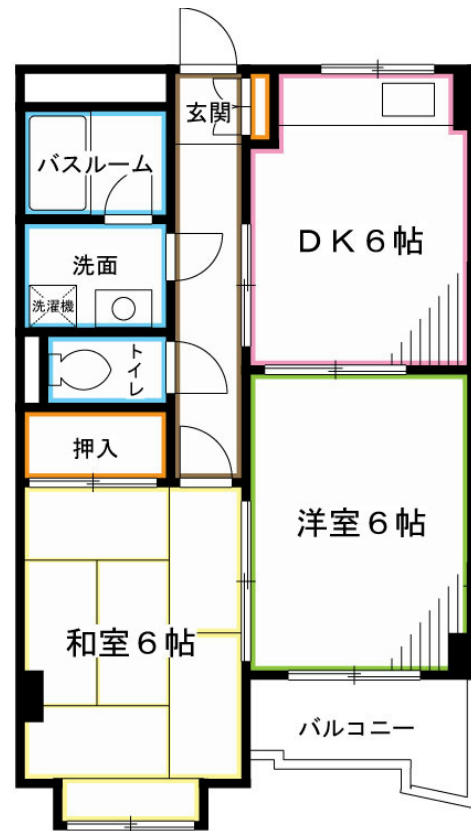 玄関
バスルーム
DK6帖
洗面
洗濯機
トイレ
押入
洋室6帖
和室6帖
バルコニー